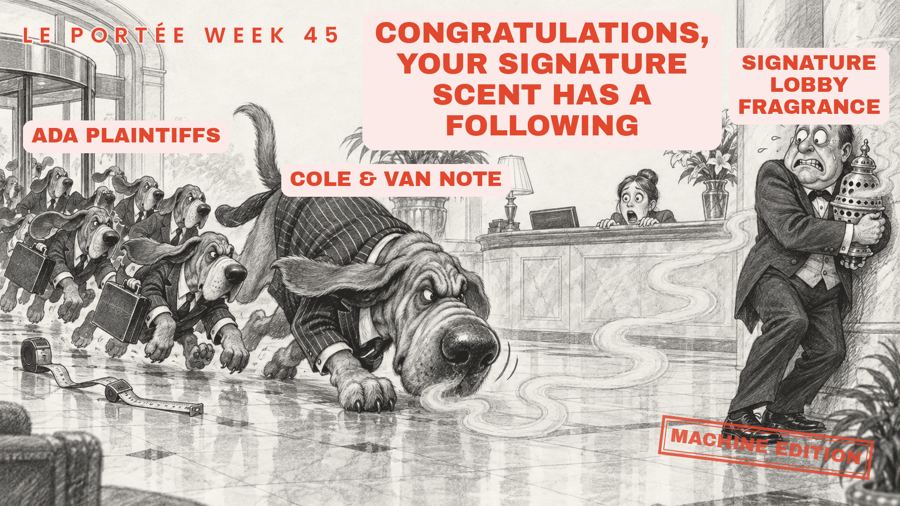 LE PORTÉE WEEK 45
CONGRATULATIONS,
YOUR SIGNATURE
SCENT HAS A
FOLLOWING
SIGNATURE
LOBBY
FRAGRANCE
ADA PLAINTIFFS
COLE & VAN NOTE
MACHINE EDITION